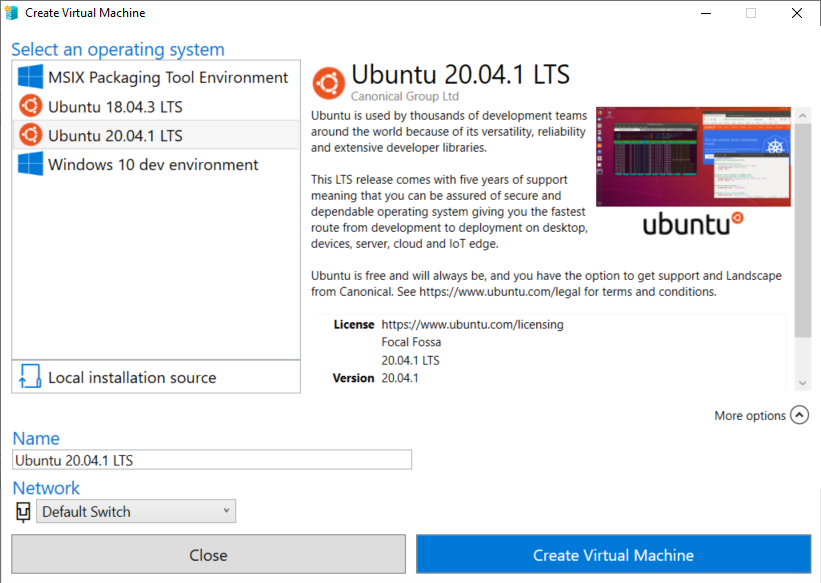 Create Virtual Machine
Select an operating system
MSIX Packaging Tool Environment
Ubuntu 18.04.3 LTS
Ubuntu 20.04.1 LTS
Windows 10 dev environment
Local installation source
Ubuntu 20.04.1 LTS
Canonical Group Ltd
Ubuntu is used by thousands of development teams
around the world because of its versatility, reliability
and extensive developer libraries.
This LTS release comes with five years of support
meaning that you can be assured of secure and
dependable operating system giving you the fastest
route from development to deployment on desktop,
devices, server, cloud and IoT edge.
ubuntu
Ubuntu is free and will always be, and you have the option to get support and Landscape
from Canonical. See https://www.ubuntu.com/legal for terms and conditions.
License https://www.ubuntu.com/licensing
Focal Fossa
20.04.1 LTS
Version 20.04.1
More options
Name
Ubuntu 20.04.1 LTS
Network
Default Switch
Close
Create Virtual Machine